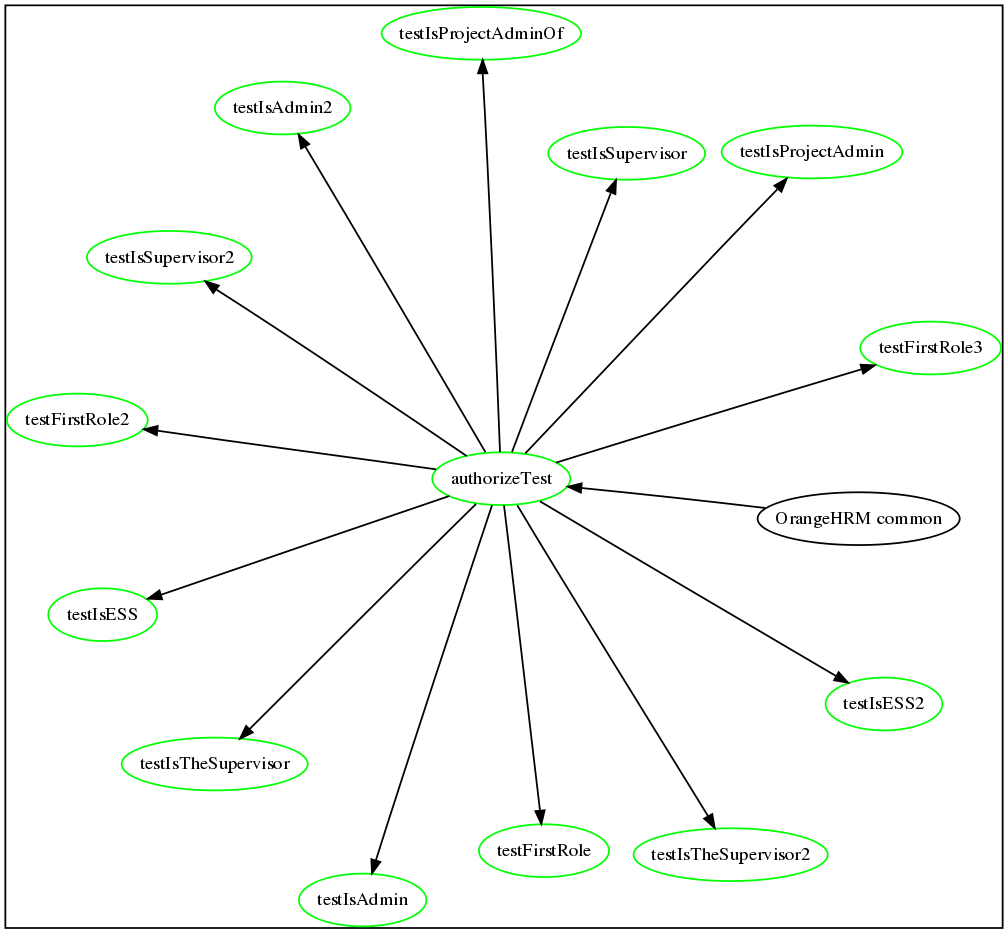 testIsProjectAdminOf
testIsAdmin2
testIsSupervisor
testIsProjectAdmin
testIsSupervisor2
testFirstRole3
testFirstRole2
authorizeTest
OrangeHRM common
testIsESS
testIsESS2
testIsTheSupervisor
testFirstRole
testIsTheSupervisor2
testIsAdmin